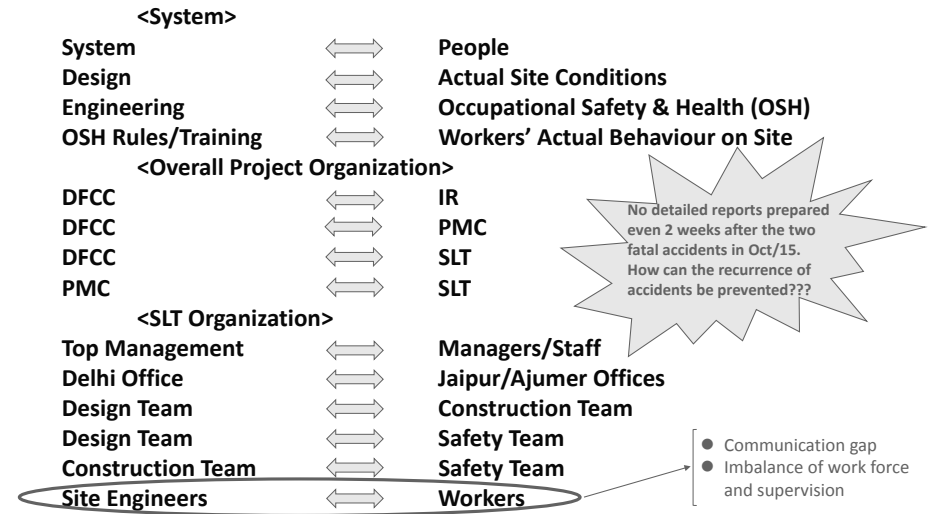 <System>
System People
Design Actual Site Conditions
Engineering Occupational Safety & Health (OSH)
OSH Rules/Training Workers’ Actual Behaviour on Site
<Overall Project Organization>
DFCC IR
DFCC PMC
DFCC SLT
PMC SLT
No detailed reports prepared
even 2 weeks after the two
fatal accidents in Oct/15.
How can the recurrence of
accidents be prevented???
<SLT Organization>
Top Management Managers/Staff
Delhi Office Jaipur/Ajumer Offices
Design Team Construction Team
Design Team Safety Team
Construction Team Safety Team
Site Engineers Workers
● Communication gap
● Imbalance of work force
and supervision